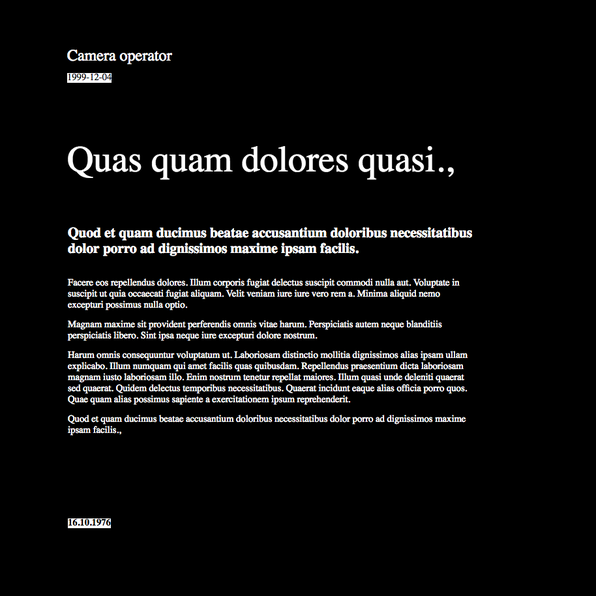 Camera operator
1999-12-04
Quas quam dolores quasi.,
Quod et quam ducimus beatae accusantium doloribus necessitatibus
dolor porro ad dignissimos maxime ipsam facilis.
Facere eos repellendus dolores. Illum corporis fugiat delectus suscipit commodi nulla aut. Voluptate in
suscipit ut quia occaecati fugiat aliquam. Velit veniam iure iure vero rem a. Minima aliquid nemo
excepturi possimus nulla optio.
Magnam maxime sit provident perferendis omnis vitae harum. Perspiciatis autem neque blanditiis
perspiciatis libero. Sint ipsa neque iure excepturi dolore nostrum.
Harum omnis consequuntur voluptatum ut. Laboriosam distinctio mollitia dignissimos alias ipsam ullam
explicabo. Illum numquam qui amet facilis quas quibusdam. Repellendus praesentium dicta laboriosam
magnam iusto laboriosam illo. Enim nostrum tenetur repellat maiores. Illum quasi unde deleniti quaerat
sed quaerat. Quidem delectus temporibus necessitatibus. Quaerat incidunt eaque alias officia porro quos.
Quae quam alias possimus sapiente a exercitationem ipsum reprehenderit.
Quod et quam ducimus beatae accusantium doloribus necessitatibus dolor porro ad dignissimos maxime
ipsam facilis.,
16.10.1976